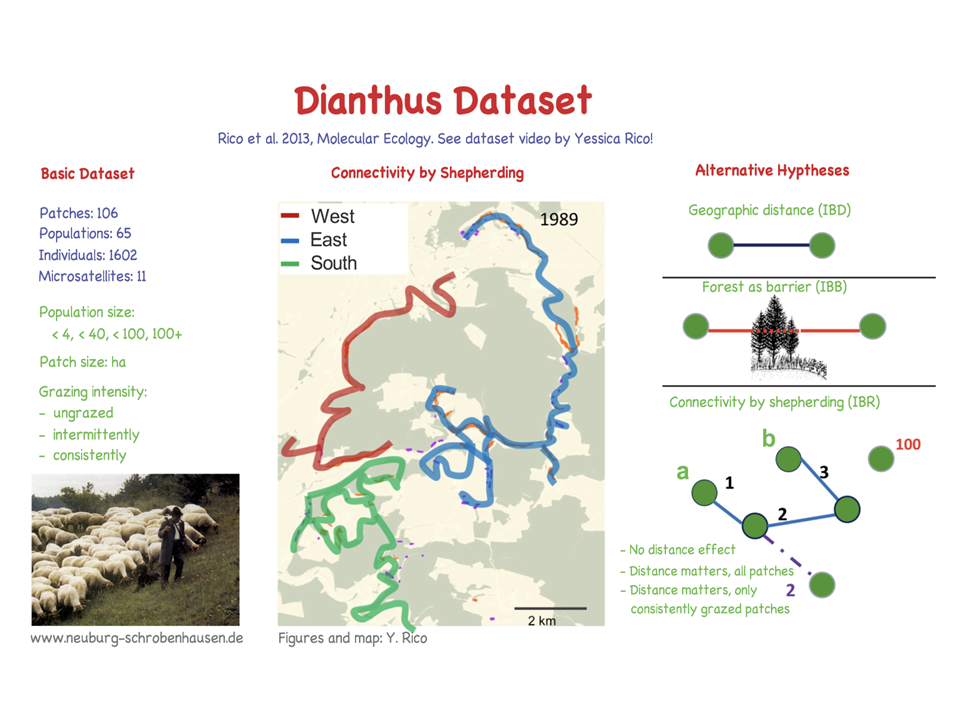 Dianthus Dataset
Rico et al. 2013, Molecular Ecology. See dataset video by Yessica Rico!
Basic Dataset
Patches: 106
Populations: 65
Individuals: 1602
Microsatellites: 11
Population size:
< 4, < 40, < 100, 100+
Patch size: ha
Grazing intensity:
- ungrazed
- intermittently
- consistently
www.neuburg-schrobenhausen.de
Connectivity by Shepherding
West
East
South
1989
2 km
Figures and map: Y. Rico
Alternative Hyptheses
Geographic distance (IBD)
Forest as barrier (IBB)
Connectivity by shepherding (IBR)
b
100
a
1
3
2
- No distance effect
- Distance matters, all patches
- Distance matters, only
consistently grazed patches
2